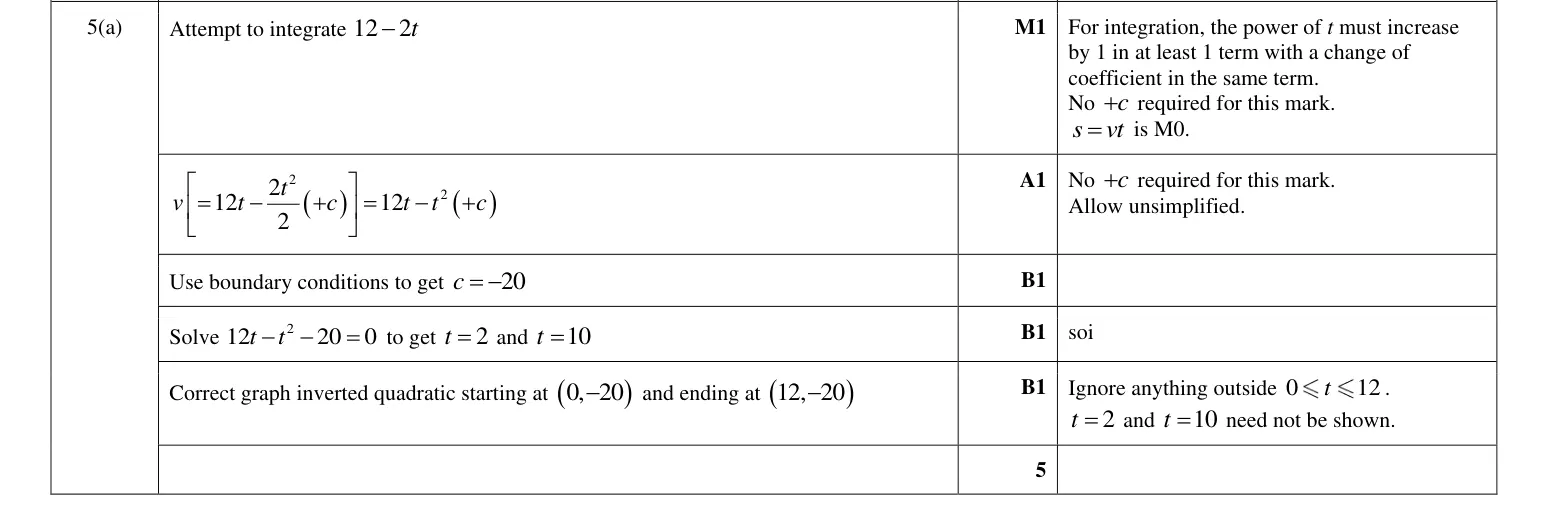 5(a) Attempt to integrate 12 − 2t M1 For integration, the power of t must increase
by 1 in at least 1 term with a change of
coefficient in the same term.
No +c required for this mark.
s = vt is M0.
v[= 12t − 2t²/2 (+c)] = 12t − t² (+c) A1 No +c required for this mark.
Allow unsimplified.
Use boundary conditions to get c = −20 B1
Solve 12t − t² − 20 = 0 to get t = 2 and t = 10 B1 soi
Correct graph inverted quadratic starting at (0,−20) and ending at (12,−20) B1 Ignore anything outside 0 ⩽ t ⩽ 12.
t = 2 and t = 10 need not be shown.
5